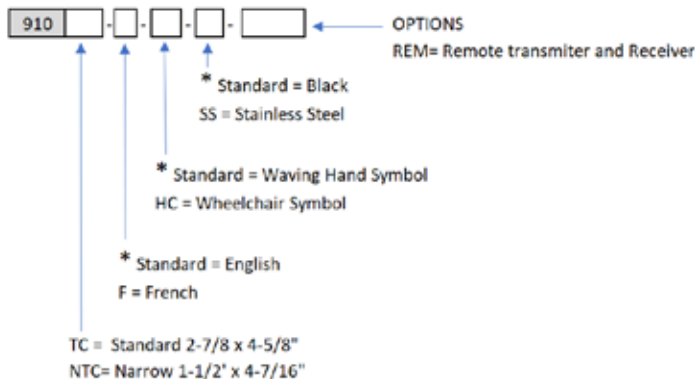 910 - - - - OPTIONS
REM= Remote transmiter and Receiver
* Standard = Black
SS = Stainless Steel
* Standard = Waving Hand Symbol
HC = Wheelchair Symbol
* Standard = English
F = French
TC = Standard 2-7/8 x 4-5/8"
NTC= Narrow 1-1/2' x 4-7/16"